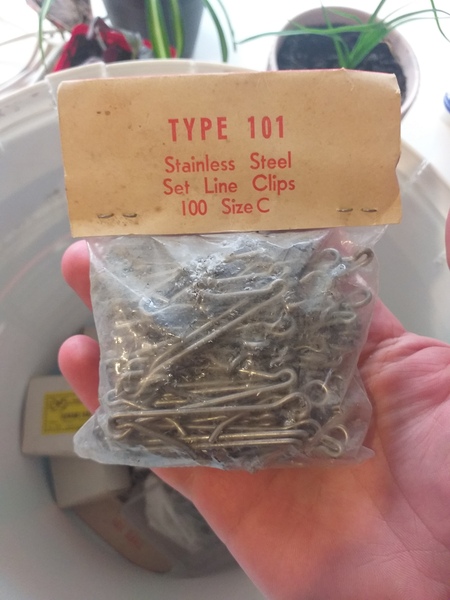 TYPE 101
Stainless Steel
Set Line Clips
100 Size C